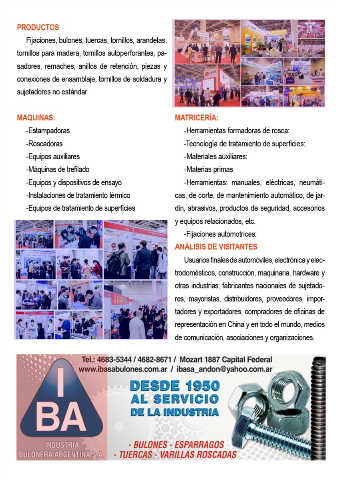 PRODUCTOS
Fijaciones, bulones, tuercas, tornillos, arandelas,
tornillos para madera, tornillos autoperforantes, pa-
sadores, remaches, anillos de retención, piezas y
conexiones de ensamblaje, tornillos de soldadura y
sujetadores no estándar
MAQUINAS:
-Estampadoras
-Roscadoras
-Equipos auxiliares
-Máquinas de trefilado
-Equipos y dispositivos de ensayo
-Instalaciones de tratamiento térmico
-Equipos de tratamiento de superficies
MATRICERÍA:
-Herramientas formadoras de rosca:
-Tecnología de tratamiento de superficies:
-Materiales auxiliares:
-Materias primas
-Herramientas: manuales, eléctricas, neumáti-
cas, de corte, de mantenimiento automático, de jar-
dín, abrasivos, productos de seguridad, accesorios
y equipos relacionados, etc.
-Fijaciones automotrices:
ANÁLISIS DE VISITANTES
Usuarios finales de automóviles, electrónica y elec-
trodomésticos, construcción, maquinaria, hardware y
otras industrias; fabricantes nacionales de sujetado-
res, mayoristas, distribuidores, proveedores, impor-
tadores y exportadores, compradores de oficinas de
representación en China y en todo el mundo, medios
de comunicación, asociaciones y organizaciones.
Tel.: 4683-5344 / 4682-8671 / Mozart 1887 Capital Federal
www.ibasabulones.com.ar / ibasa_andon@yahoo.com.ar
I
BA
INDUSTRIA
BULONERA ARGENTINA S.A.
DESDE 1950
AL SERVICIO
DE LA INDUSTRIA
- BULONES - ESPARRAGOS
- TUERCAS - VARILLAS ROSCADAS